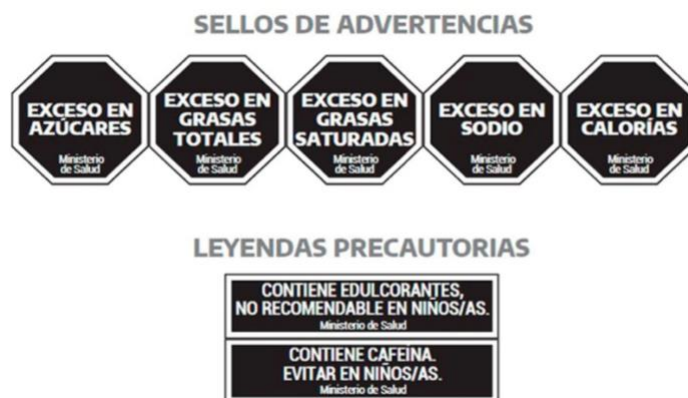 SELLOS DE ADVERTENCIAS
EXCESO EN
AZÚCARES
Ministerio
de Salud
EXCESO EN
GRASAS
TOTALES
Ministerio
de Salud
EXCESO EN
GRASAS
SATURADAS
Ministerio
de Salud
EXCESO EN
SODIO
Ministerio
de Salud
EXCESO EN
CALORÍAS
Ministerio
de Salud
LEYENDAS PRECAUTORIAS
CONTIENE EDULCORANTES,
NO RECOMENDABLE EN NIÑOS/AS.
Ministerio de Salud
CONTIENE CAFEÍNA.
EVITAR EN NIÑOS/AS.
Ministerio de Salud